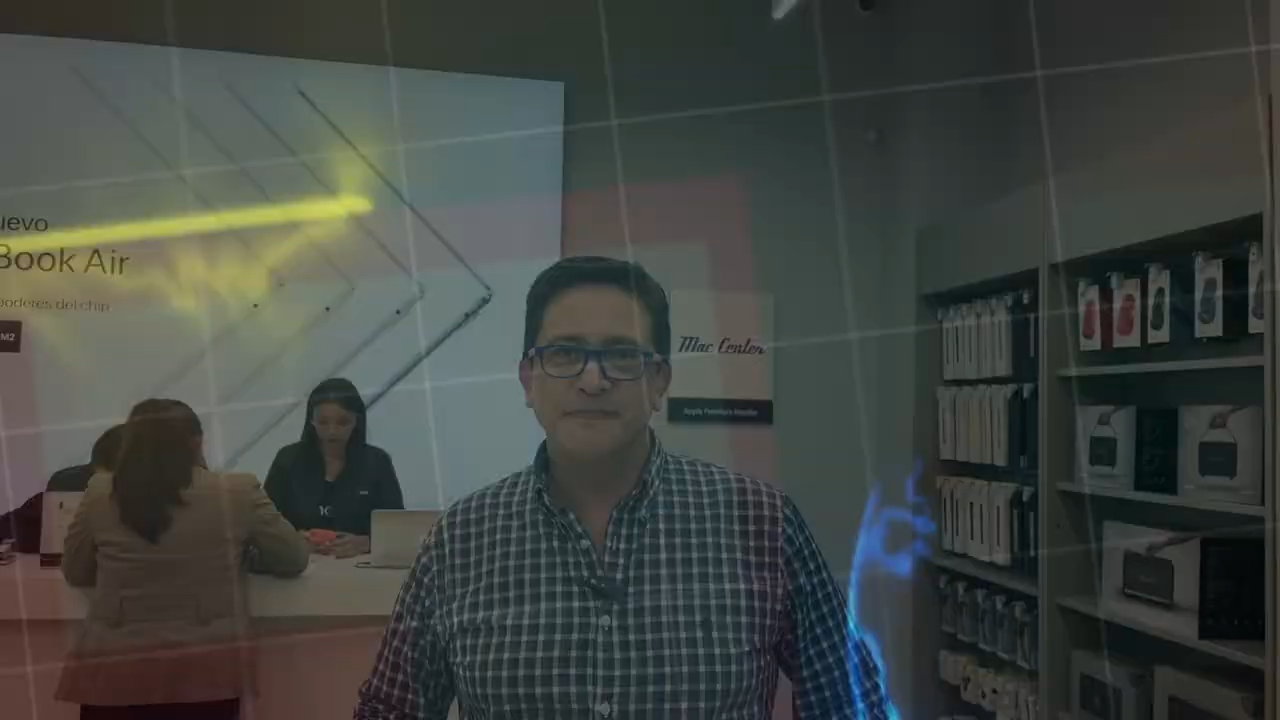 uevo
Book Air
poderes del chip
M2
Mac Center
Apple Premium Reseller